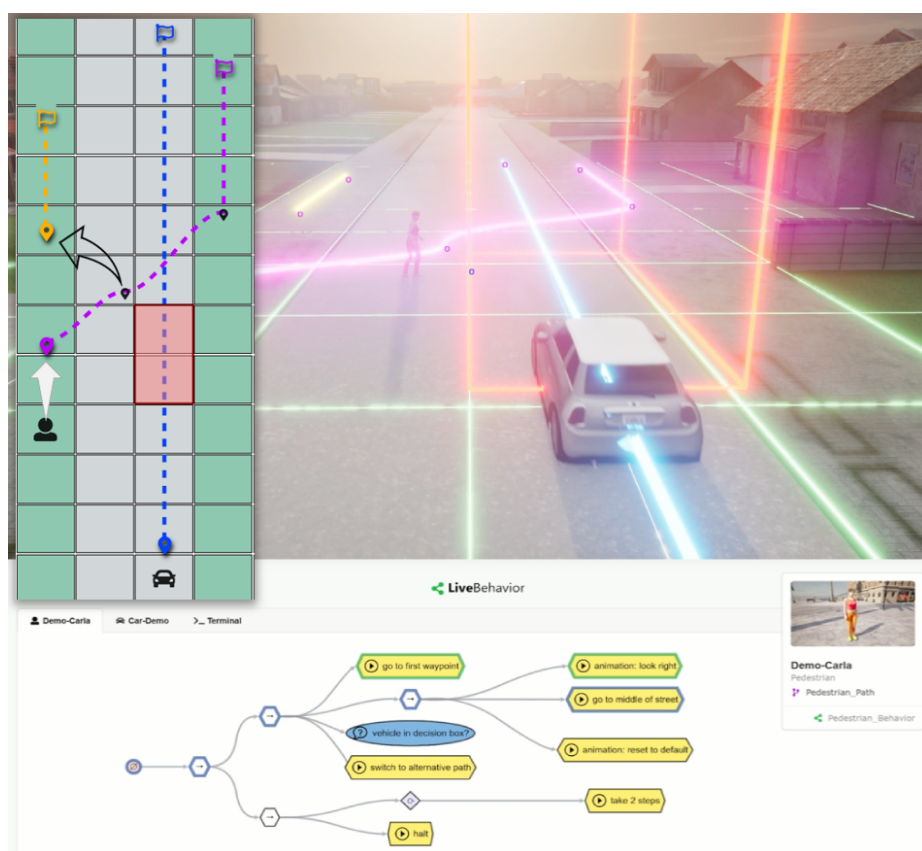 LiveBehavior
Demo-Carla
Car-Demo
>_ Terminal
go to first waypoint
animation: look right
→
go to middle of street
→
? vehicle in decision box?
animation: reset to default
→
switch to alternative path
→
take 2 steps
halt
Demo-Carla
Pedestrian
Pedestrian_Path
Pedestrian_Behavior